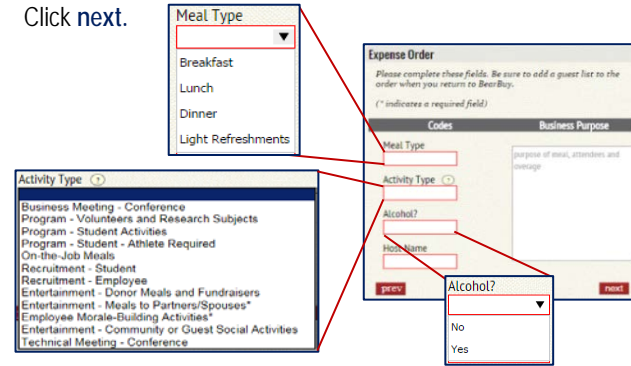 Click next.
Meal Type
Breakfast
Lunch
Dinner
Light Refreshments
Expense Order
Please complete these fields. Be sure to add a guest list to the
order when you return to BearBuy.
(* indicates a required field)
Codes
Business Purpose
Meal Type
purpose of meal, attendees and
overage
Activity Type ?
Alcohol?
Host Name
prev
next
Activity Type ?
Business Meeting - Conference
Program - Volunteers and Research Subjects
Program - Student Activities
Program - Student - Athlete Required
On-the-Job Meals
Recruitment - Student
Recruitment - Employee
Entertainment - Donor Meals and Fundraisers
Entertainment - Meals to Partners/Spouses*
Employee Morale-Building Activities*
Entertainment - Community or Guest Social Activities
Technical Meeting - Conference
Alcohol?
No
Yes